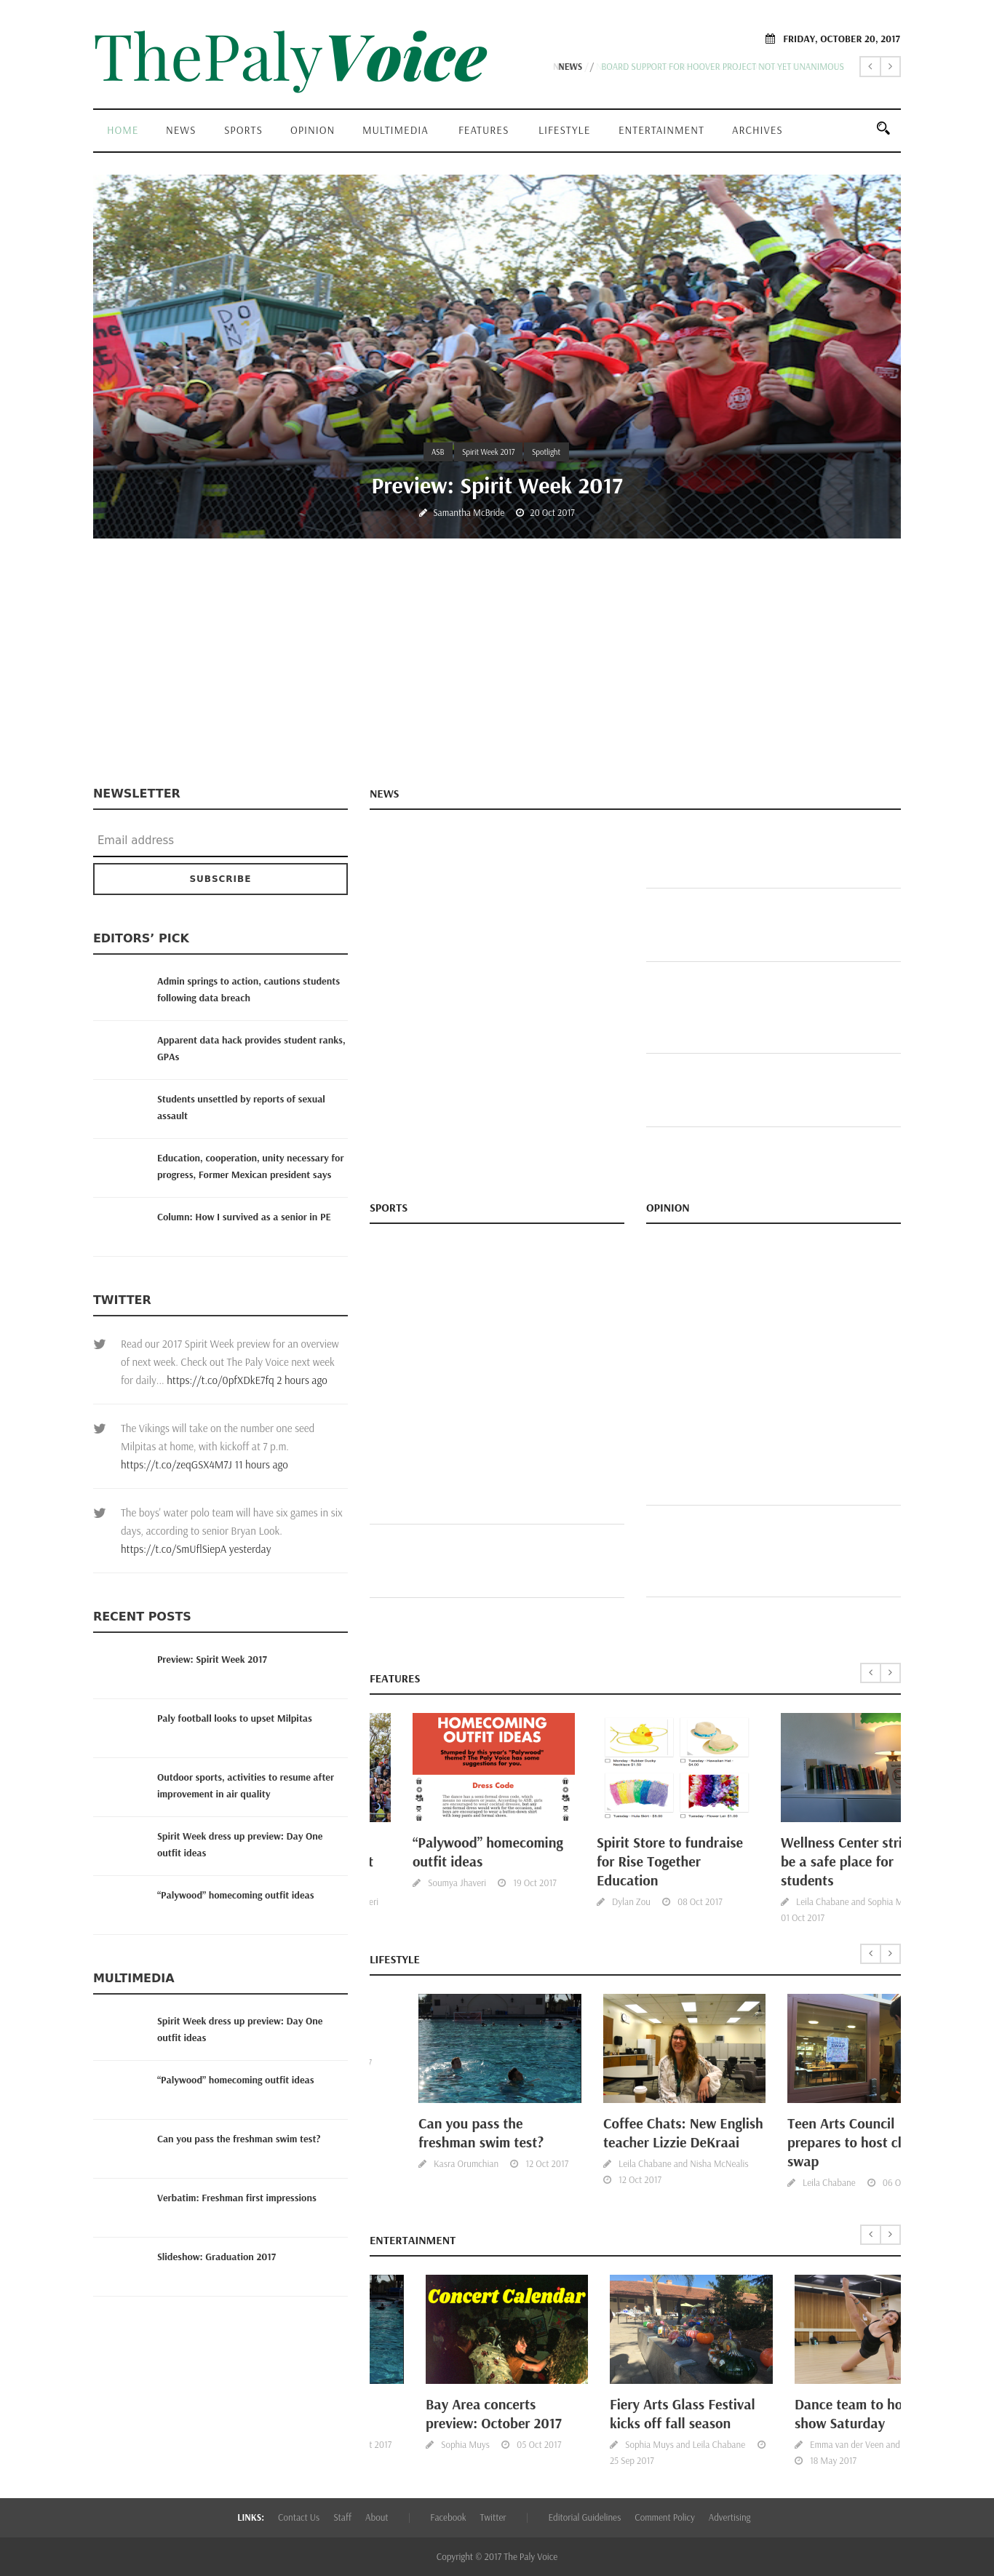 ThePalyVoice
FRIDAY, OCTOBER 20, 2017
NEWS / BOARD SUPPORT FOR HOOVER PROJECT NOT YET UNANIMOUS
HOME NEWS SPORTS OPINION MULTIMEDIA FEATURES LIFESTYLE ENTERTAINMENT ARCHIVES
ASB Spirit Week 2017 Spotlight
Preview: Spirit Week 2017
Samantha McBride 20 Oct 2017
NEWSLETTER
Email address
SUBSCRIBE
EDITORS’ PICK
Admin springs to action, cautions students
following data breach
Apparent data hack provides student ranks,
GPAs
Students unsettled by reports of sexual
assault
Education, cooperation, unity necessary for
progress, Former Mexican president says
Column: How I survived as a senior in PE
TWITTER
Read our 2017 Spirit Week preview for an overview
of next week. Check out The Paly Voice next week
for daily... https://t.co/0pfXDkE7fq 2 hours ago
The Vikings will take on the number one seed
Milpitas at home, with kickoff at 7 p.m.
https://t.co/zeqGSX4M7J 11 hours ago
The boys' water polo team will have six games in six
days, according to senior Bryan Look.
https://t.co/SmUflSiepA yesterday
RECENT POSTS
Preview: Spirit Week 2017
Paly football looks to upset Milpitas
Outdoor sports, activities to resume after
improvement in air quality
Spirit Week dress up preview: Day One
outfit ideas
“Palywood” homecoming outfit ideas
MULTIMEDIA
Spirit Week dress up preview: Day One
outfit ideas
“Palywood” homecoming outfit ideas
Can you pass the freshman swim test?
Verbatim: Freshman first impressions
Slideshow: Graduation 2017
NEWS
SPORTS
OPINION
FEATURES
HOMECOMING
OUTFIT IDEAS
Stumped by this year's "Palywood"
theme? The Paly Voice has some
suggestions for you.
Dress Code
“Palywood” homecoming
outfit ideas
Soumya Jhaveri 19 Oct 2017
Spirit Store to fundraise
for Rise Together
Education
Dylan Zou 08 Oct 2017
Wellness Center stri
be a safe place for
students
Leila Chabane and Sophia M
01 Oct 2017
LIFESTYLE
Can you pass the
freshman swim test?
Kasra Orumchian 12 Oct 2017
Coffee Chats: New English
teacher Lizzie DeKraai
Leila Chabane and Nisha McNealis
12 Oct 2017
Teen Arts Council
prepares to host cl
swap
Leila Chabane 06 O
ENTERTAINMENT
t 2017
Concert Calendar
Bay Area concerts
preview: October 2017
Sophia Muys 05 Oct 2017
Fiery Arts Glass Festival
kicks off fall season
Sophia Muys and Leila Chabane
25 Sep 2017
Dance team to ho
show Saturday
Emma van der Veen and
18 May 2017
LINKS: Contact Us Staff About Facebook Twitter Editorial Guidelines Comment Policy Advertising
Copyright © 2017 The Paly Voice